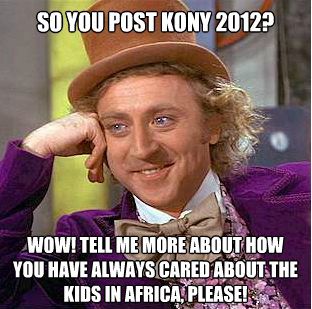 SO YOU POST KONY 2012?
WOW! TELL ME MORE ABOUT HOW
YOU HAVE ALWAYS CARED ABOUT THE
KIDS IN AFRICA, PLEASE!